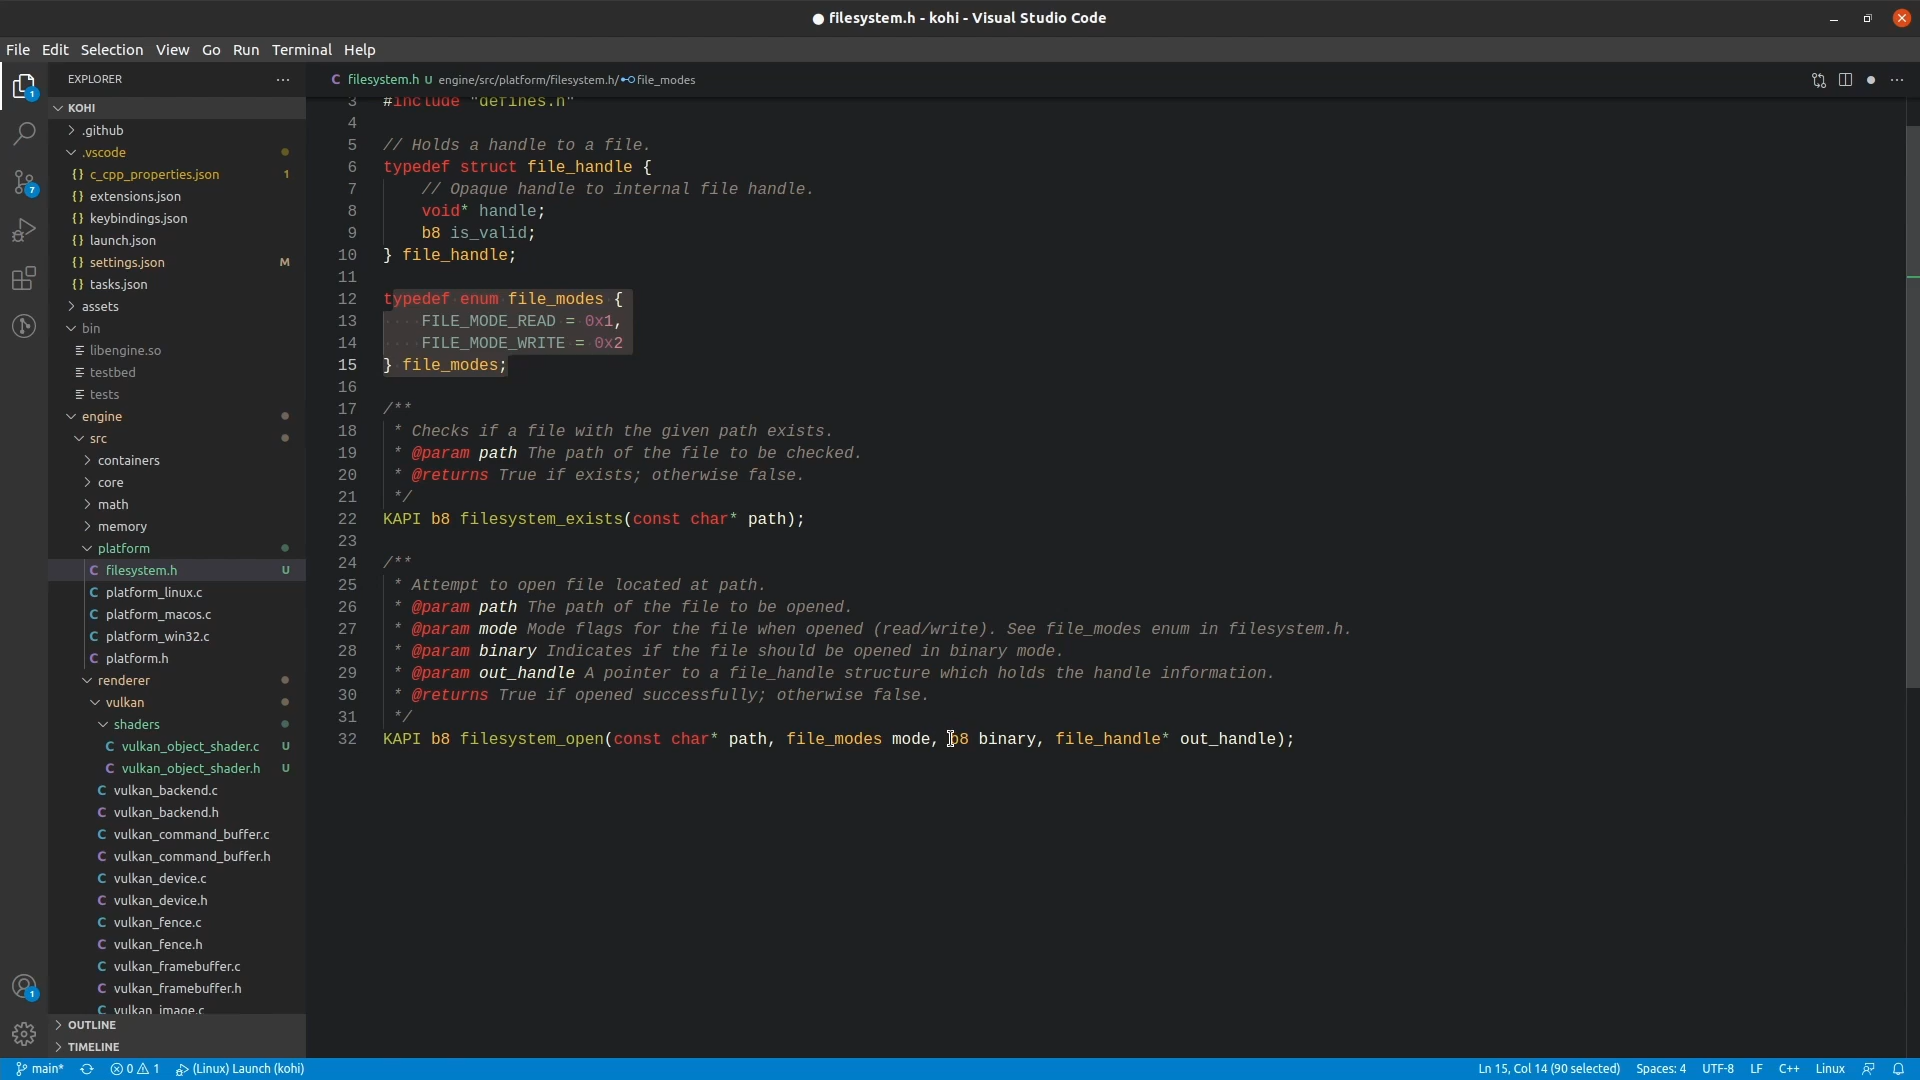 ● filesystem.h - kohi - Visual Studio Code
File Edit Selection View Go Run Terminal Help
EXPLORER
KOHI
.github
.vscode
{} c_cpp_properties.json 1
{} extensions.json
{} keybindings.json
{} launch.json
{} settings.json M
{} tasks.json
assets
bin
libengine.so
testbed
tests
engine
src
containers
core
math
memory
platform
C filesystem.h U
C platform_linux.c
C platform_macos.c
C platform_win32.c
C platform.h
renderer
vulkan
shaders
C vulkan_object_shader.c U
C vulkan_object_shader.h U
C vulkan_backend.c
C vulkan_backend.h
C vulkan_command_buffer.c
C vulkan_command_buffer.h
C vulkan_device.c
C vulkan_device.h
C vulkan_fence.c
C vulkan_fence.h
C vulkan_framebuffer.c
C vulkan_framebuffer.h
C vulkan_image.c
OUTLINE
TIMELINE
1
7
1
C filesystem.h U engine/src/platform/filesystem.h/file_modes
3 #include "defines.h"
4
5 // Holds a handle to a file.
6 typedef struct file_handle {
7 // Opaque handle to internal file handle.
8 void* handle;
9 b8 is_valid;
10 } file_handle;
11
12 typedef enum file_modes {
13 FILE_MODE_READ = 0x1,
14 FILE_MODE_WRITE = 0x2
15 } file_modes;
16
17 /**
18 * Checks if a file with the given path exists.
19 * @param path The path of the file to be checked.
20 * @returns True if exists; otherwise false.
21 */
22 KAPI b8 filesystem_exists(const char* path);
23
24 /**
25 * Attempt to open file located at path.
26 * @param path The path of the file to be opened.
27 * @param mode Mode flags for the file when opened (read/write). See file_modes enum in filesystem.h.
28 * @param binary Indicates if the file should be opened in binary mode.
29 * @param out_handle A pointer to a file_handle structure which holds the handle information.
30 * @returns True if opened successfully; otherwise false.
31 */
32 KAPI b8 filesystem_open(const char* path, file_modes mode, b8 binary, file_handle* out_handle);
main* 0 1 (Linux) Launch (kohi) Ln 15, Col 14 (90 selected) Spaces: 4 UTF-8 LF C++ Linux